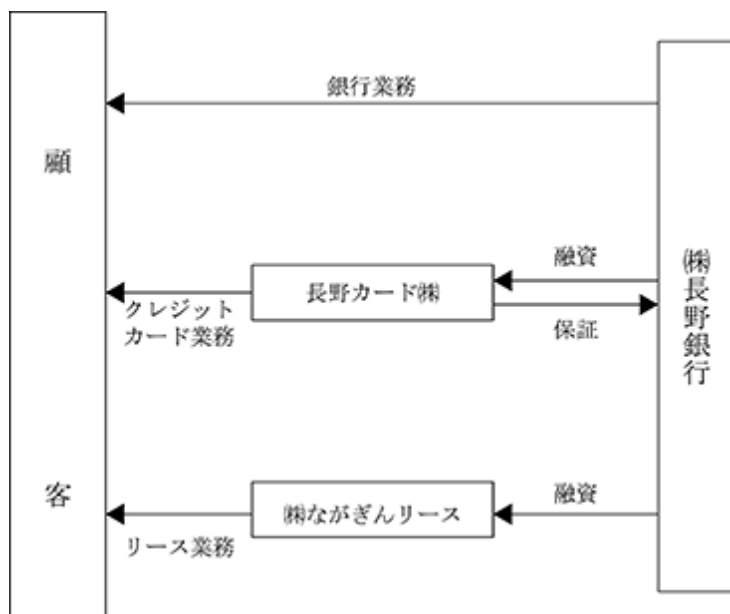 銀行業務
顧客
㈱長野銀行
融資
長野カード㈱
クレジット
カード業務
保証
融資
㈱ながぎんリース
リース業務